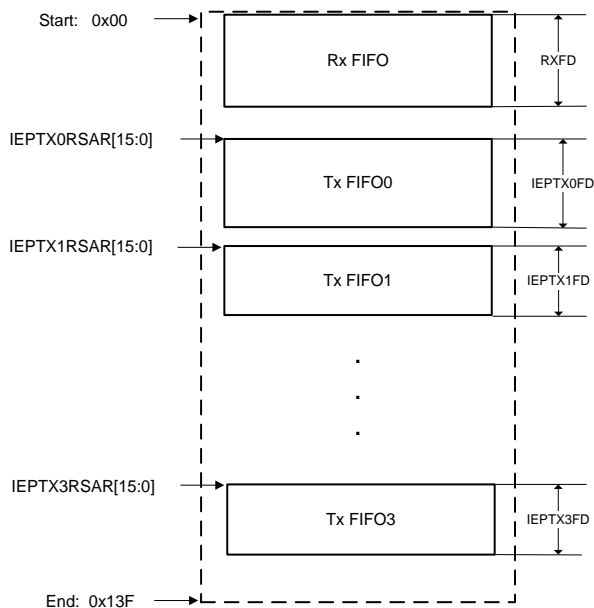 Start: 0x00
Rx FIFO
RXFD
IEPTX0RSAR[15:0]
Tx FIFO0
IEPTX0FD
IEPTX1RSAR[15:0]
Tx FIFO1
IEPTX1FD
.
.
.
IEPTX3RSAR[15:0]
Tx FIFO3
IEPTX3FD
End: 0x13F